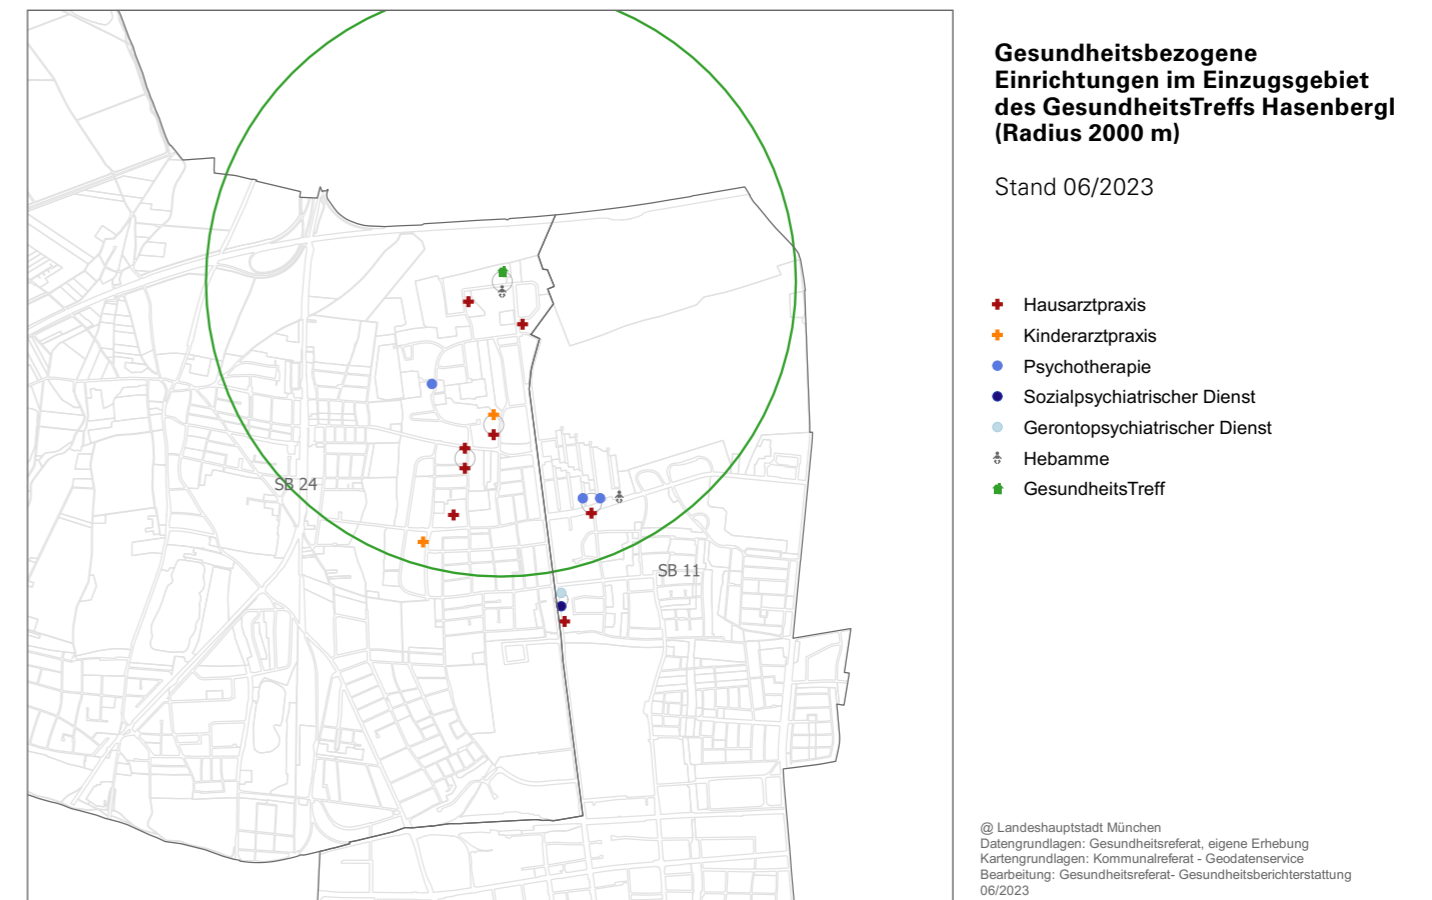 Gesundheitsbezogene
Einrichtungen im Einzugsgebiet
des GesundheitsTreffs Hasenbergl
(Radius 2000 m)
Stand 06/2023
Hausarztpraxis
Kinderarztpraxis
Psychotherapie
Sozialpsychiatrischer Dienst
Gerontopsychiatrischer Dienst
Hebamme
GesundheitsTreff
SB 24
SB 11
@ Landeshauptstadt München
Datengrundlagen: Gesundheitsreferat, eigene Erhebung
Kartengrundlagen: Kommunalreferat - Geodatenservice
Bearbeitung: Gesundheitsreferat- Gesundheitsberichterstattung
06/2023